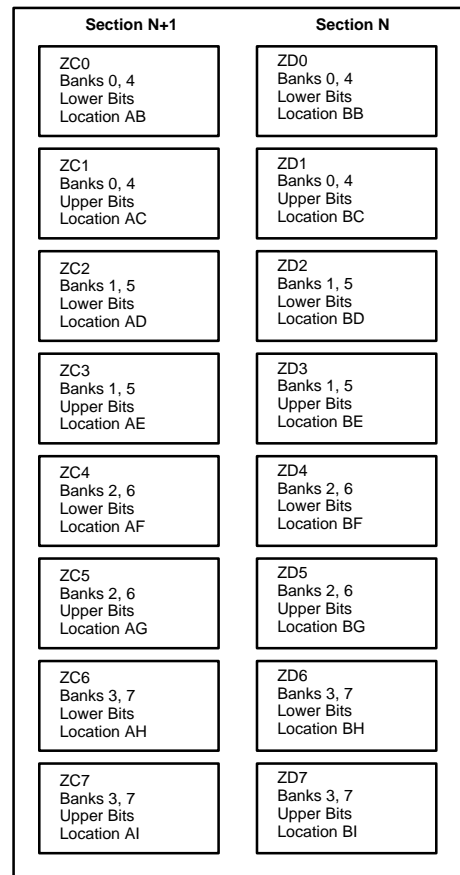 Section N+1
Section N
ZC0
Banks 0, 4
Lower Bits
Location AB
ZD0
Banks 0, 4
Lower Bits
Location BB
ZC1
Banks 0, 4
Upper Bits
Location AC
ZD1
Banks 0, 4
Upper Bits
Location BC
ZC2
Banks 1, 5
Lower Bits
Location AD
ZD2
Banks 1, 5
Lower Bits
Location BD
ZC3
Banks 1, 5
Upper Bits
Location AE
ZD3
Banks 1, 5
Upper Bits
Location BE
ZC4
Banks 2, 6
Lower Bits
Location AF
ZD4
Banks 2, 6
Lower Bits
Location BF
ZC5
Banks 2, 6
Upper Bits
Location AG
ZD5
Banks 2, 6
Upper Bits
Location BG
ZC6
Banks 3, 7
Lower Bits
Location AH
ZD6
Banks 3, 7
Lower Bits
Location BH
ZC7
Banks 3, 7
Upper Bits
Location AI
ZD7
Banks 3, 7
Upper Bits
Location BI